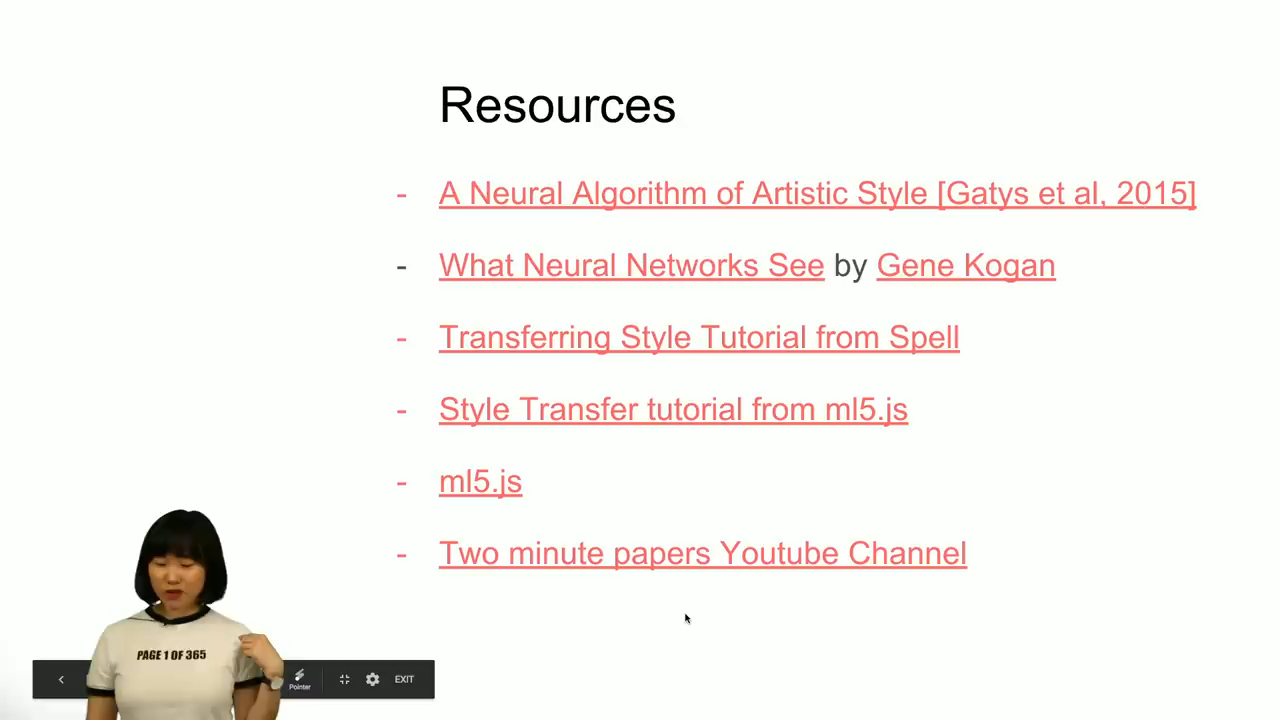 Resources
- A Neural Algorithm of Artistic Style [Gatys et al, 2015]
- What Neural Networks See by Gene Kogan
- Transferring Style Tutorial from Spell
- Style Transfer tutorial from ml5.js
- ml5.js
- Two minute papers Youtube Channel
PAGE 1 OF 365
Pointer
EXIT